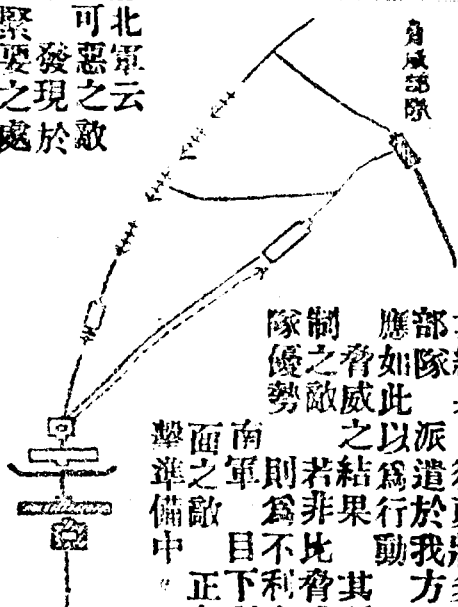 脅威部隊
部隊 派遣於我方
應如此以爲行動
脅威之結果 其
制之敵 若非比脅
隊優勢 則爲不利
南軍 目下
面之敵 正
擊準備中
北軍云
可惡之敵
發現於
緊要之處